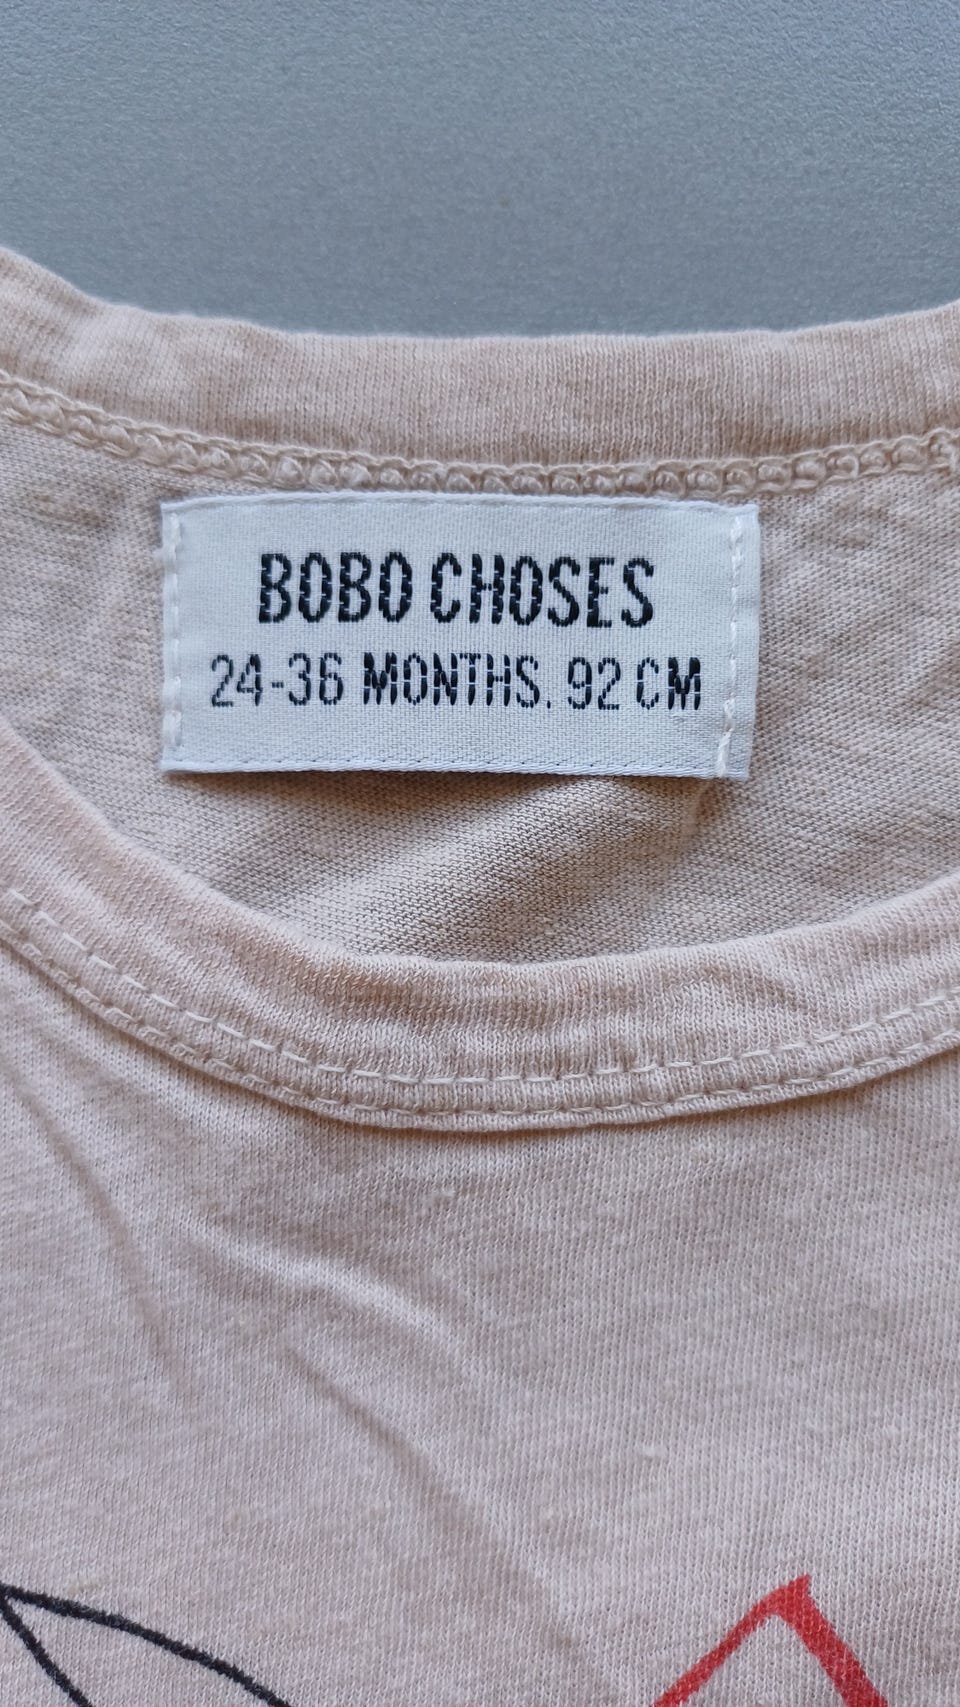 BOBO CHOSES
24-36 MONTHS. 92 CM